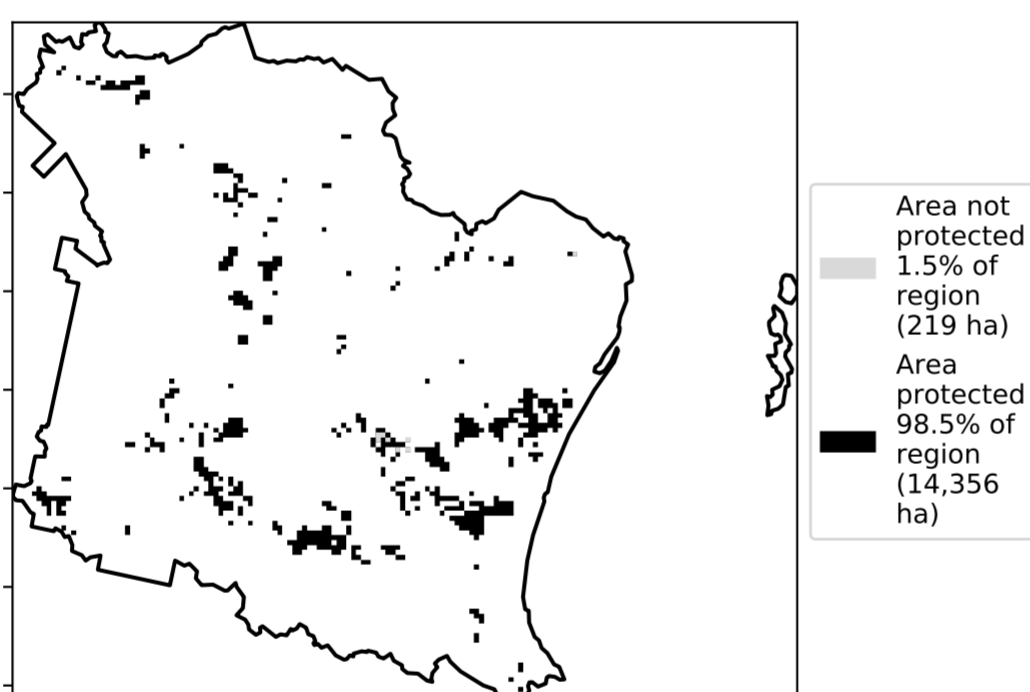 Area not
protected
1.5% of
region
(219 ha)
Area
protected
98.5% of
region
(14,356
ha)